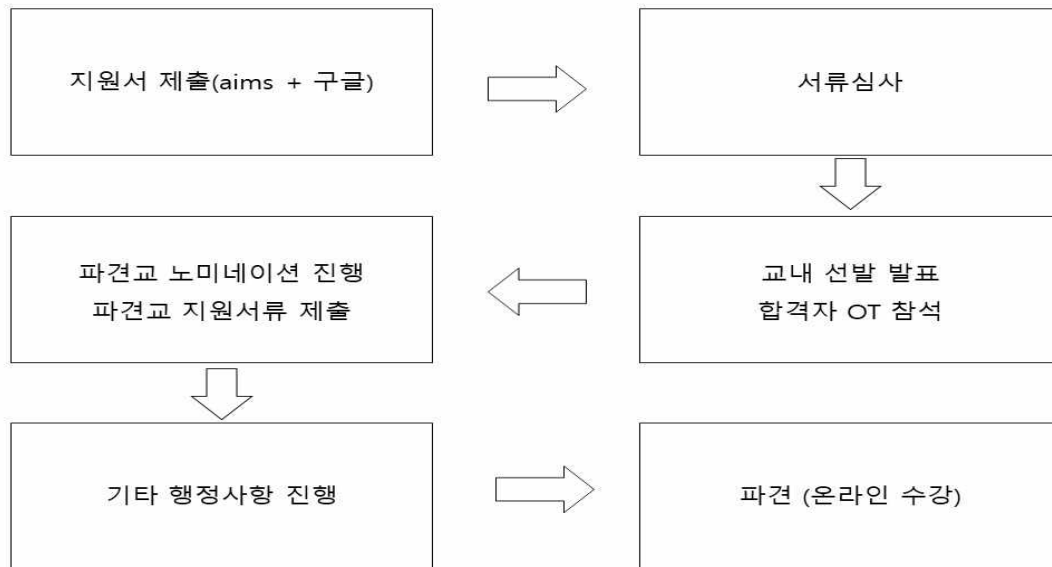 지원서 제출(aims + 구글)
서류심사
교내 선발 발표
합격자 OT 참석
파견교 노미네이션 진행
파견교 지원서류 제출
기타 행정사항 진행
파견 (온라인 수강)